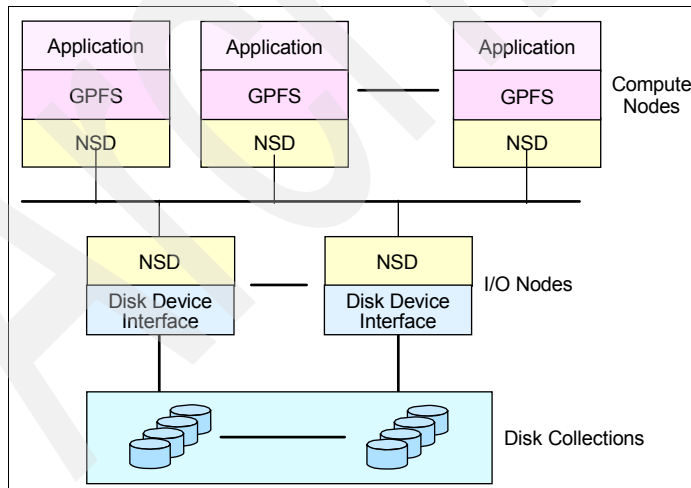 Application
Application
Application
GPFS
GPFS
GPFS
Compute
Nodes
NSD
NSD
NSD
NSD
NSD
I/O Nodes
Disk Device
Interface
Disk Device
Interface
Disk Collections